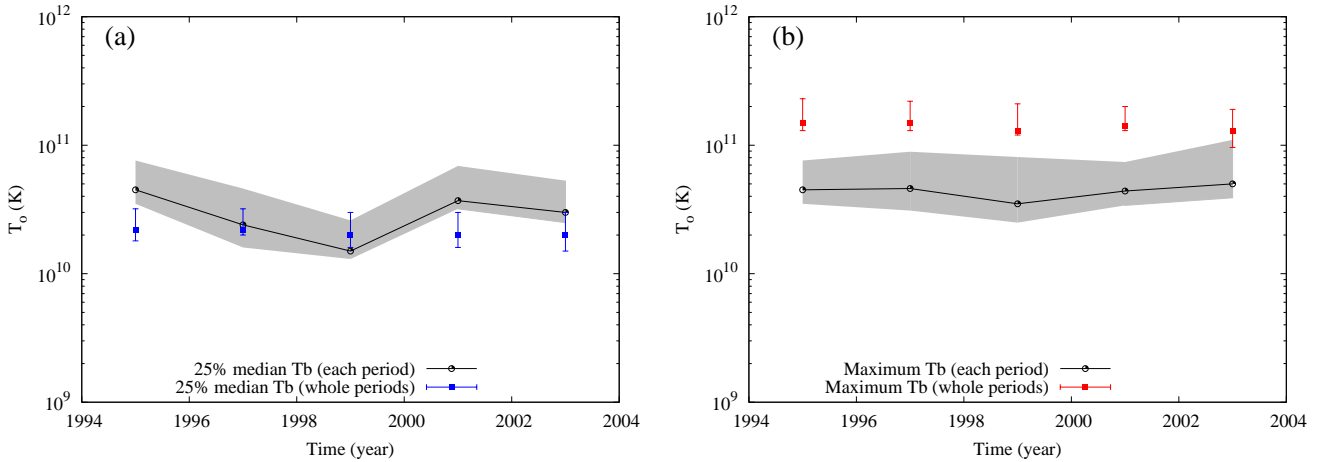 (a)
T_o (K)
10^12
10^11
10^10
10^9
25% median Tb (each period)
25% median Tb (whole periods)
1994 1996 1998 2000 2002 2004
Time (year)
(b)
T_o (K)
10^12
10^11
10^10
10^9
Maximum Tb (each period)
Maximum Tb (whole periods)
1994 1996 1998 2000 2002 2004
Time (year)